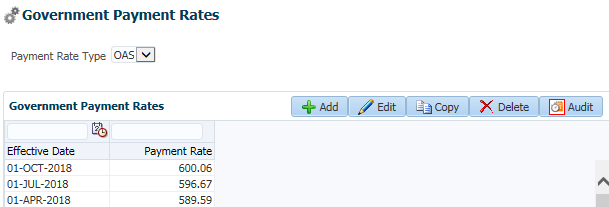 Government Payment Rates
Payment Rate Type OAS
Government Payment Rates Add Edit Copy Delete Audit
Effective Date Payment Rate
01-OCT-2018 600.06
01-JUL-2018 596.67
01-APR-2018 589.59